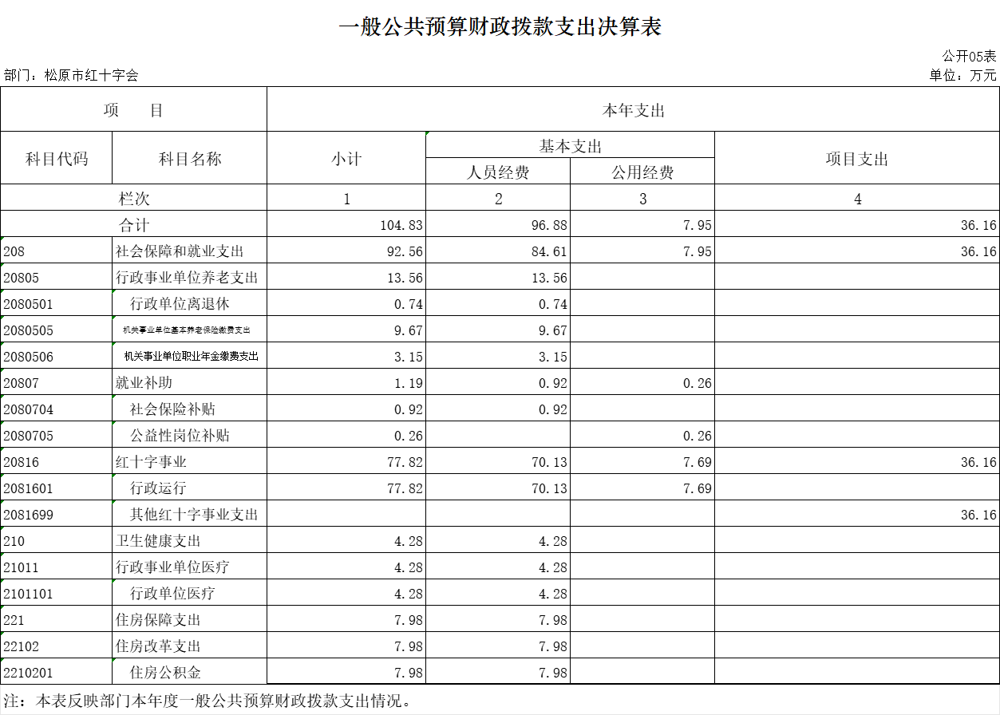 一般公共预算财政拨款支出决算表
公开05表
部门：松原市红十字会 单位：万元
项 目 本年支出
科目代码 科目名称 小计 基本支出 项目支出
人员经费 公用经费
栏次 1 2 3 4
合计 104.83 96.88 7.95 36.16
208 社会保障和就业支出 92.56 84.61 7.95 36.16
20805 行政事业单位养老支出 13.56 13.56
2080501 行政单位离退休 0.74 0.74
2080505 机关事业单位基本养老保险缴费支出 9.67 9.67
2080506 机关事业单位职业年金缴费支出 3.15 3.15
20807 就业补助 1.19 0.92 0.26
2080704 社会保险补贴 0.92 0.92
2080705 公益性岗位补贴 0.26 0.26
20816 红十字事业 77.82 70.13 7.69 36.16
2081601 行政运行 77.82 70.13 7.69
2081699 其他红十字事业支出 36.16
210 卫生健康支出 4.28 4.28
21011 行政事业单位医疗 4.28 4.28
2101101 行政单位医疗 4.28 4.28
221 住房保障支出 7.98 7.98
22102 住房改革支出 7.98 7.98
2210201 住房公积金 7.98 7.98
注：本表反映部门本年度一般公共预算财政拨款支出情况。